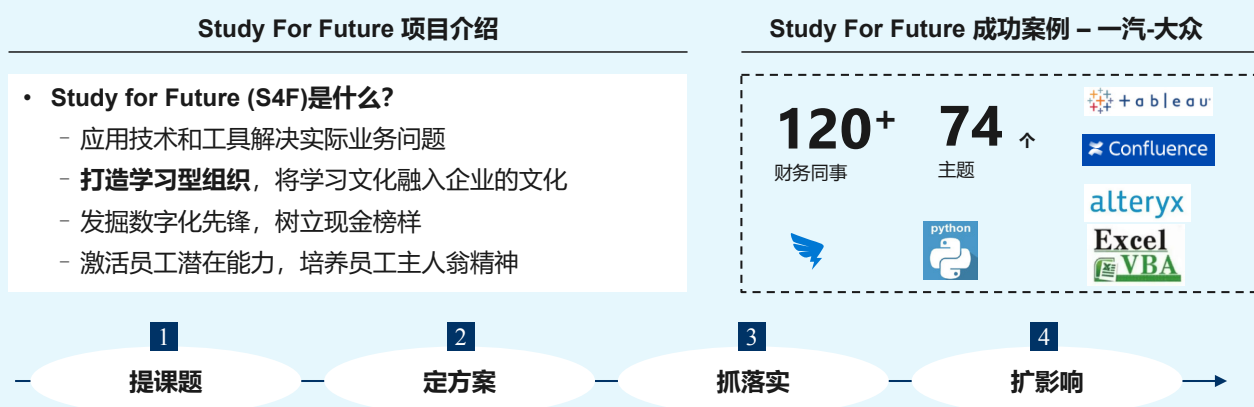 Study For Future 项目介绍
• Study for Future (S4F)是什么?
– 应用技术和工具解决实际业务问题
– 打造学习型组织，将学习文化融入企业的文化
– 发掘数字化先锋，树立现金榜样
– 激活员工潜在能力，培养员工主人翁精神
Study For Future 成功案例 – 一汽-大众
120+
财务同事
74 个
主题
+ a b l e a u
Confluence
alteryx
python
Excel
VBA
1
提课题
2
定方案
3
抓落实
4
扩影响